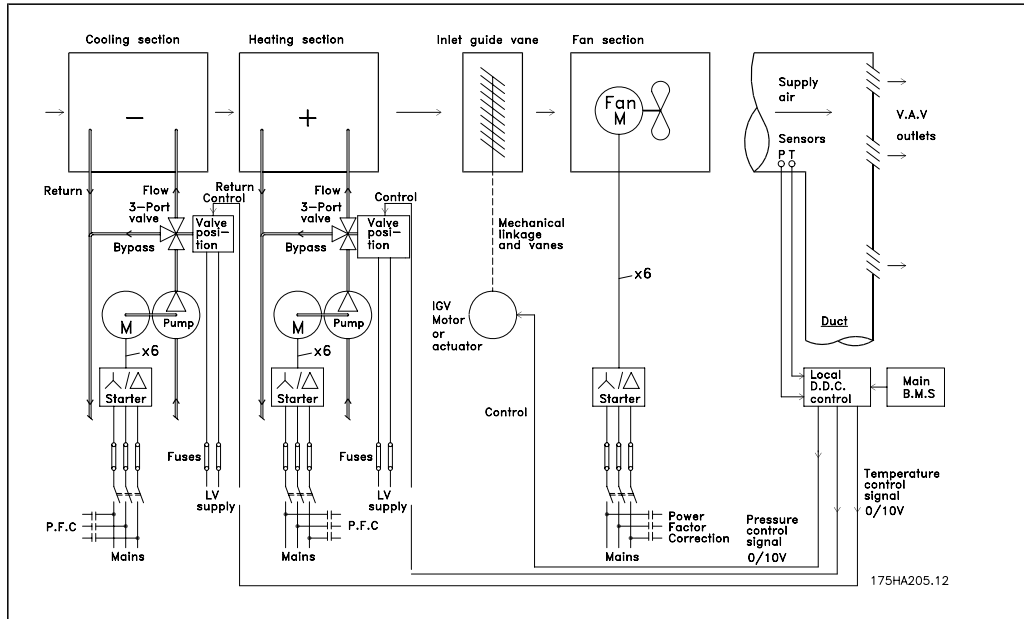 Cooling section
Heating section
Inlet guide vane
Fan section
−
+
Fan
M
Supply
air
Sensors
P T
V.A.V
outlets
Return
Flow
3-Port
valve
Bypass
Return
Control
Valve
posi-
tion
Flow
3-Port
valve
Bypass
Control
Valve
posi-
tion
Mechanical
linkage
and vanes
x6
M
Pump
x6
Starter
M
Pump
x6
Starter
IGV
Motor
or
actuator
Control
Starter
Duct
Local
D.D.C.
control
Main
B.M.S
Fuses
LV
supply
Fuses
LV
supply
P.F.C
Mains
P.F.C
Mains
Power
Factor
Correction
Mains
Pressure
control
signal
0/10V
Temperature
control
signal
0/10V
175HA205.12